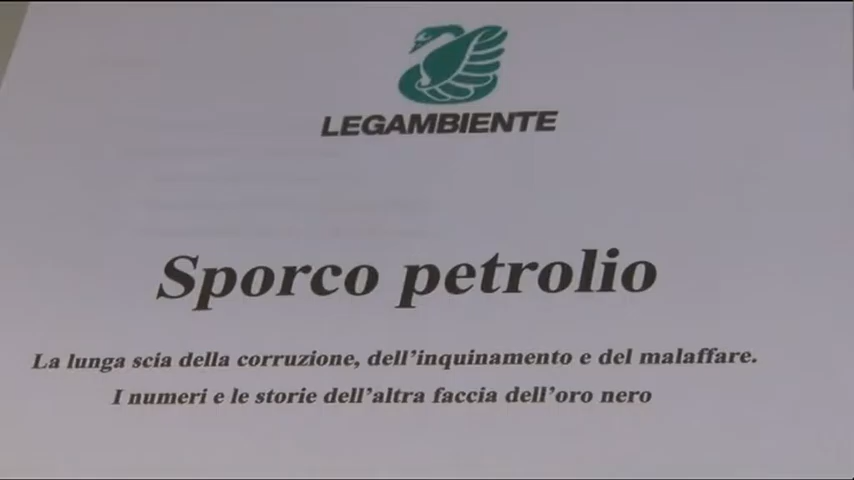 LEGAMBIENTE
Sporco petrolio
La lunga scia della corruzione, dell'inquinamento e del malaffare.
I numeri e le storie dell'altra faccia dell'oro nero